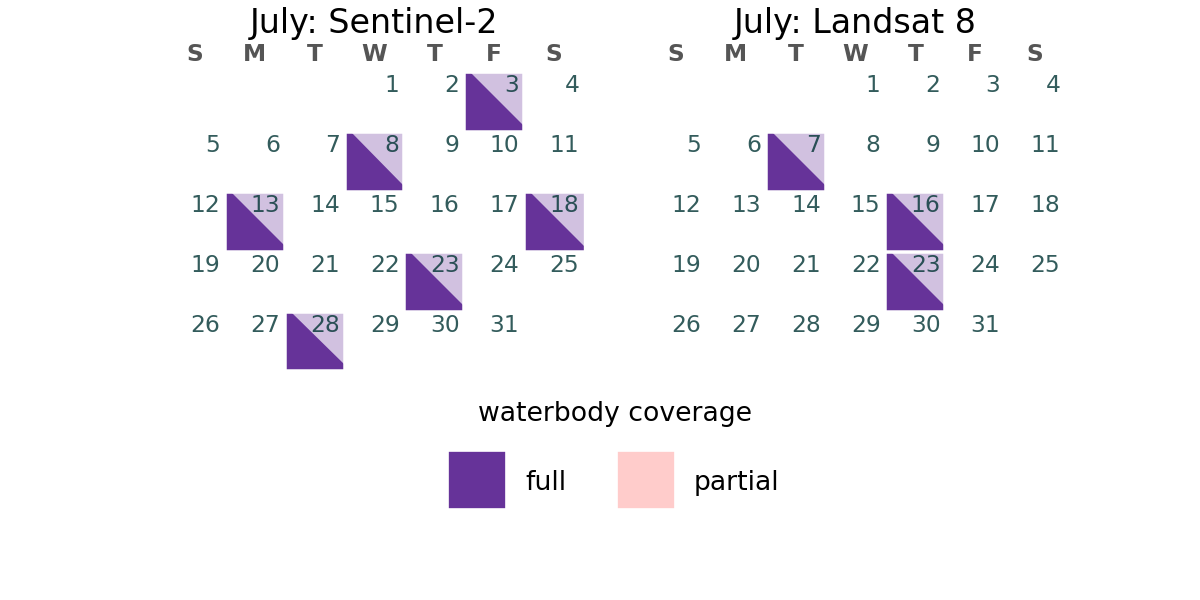 July: Sentinel-2
S M T W T F S
1 2 3 4
5 6 7 8 9 10 11
12 13 14 15 16 17 18
19 20 21 22 23 24 25
26 27 28 29 30 31
July: Landsat 8
S M T W T F S
1 2 3 4
5 6 7 8 9 10 11
12 13 14 15 16 17 18
19 20 21 22 23 24 25
26 27 28 29 30 31
waterbody coverage
full
partial